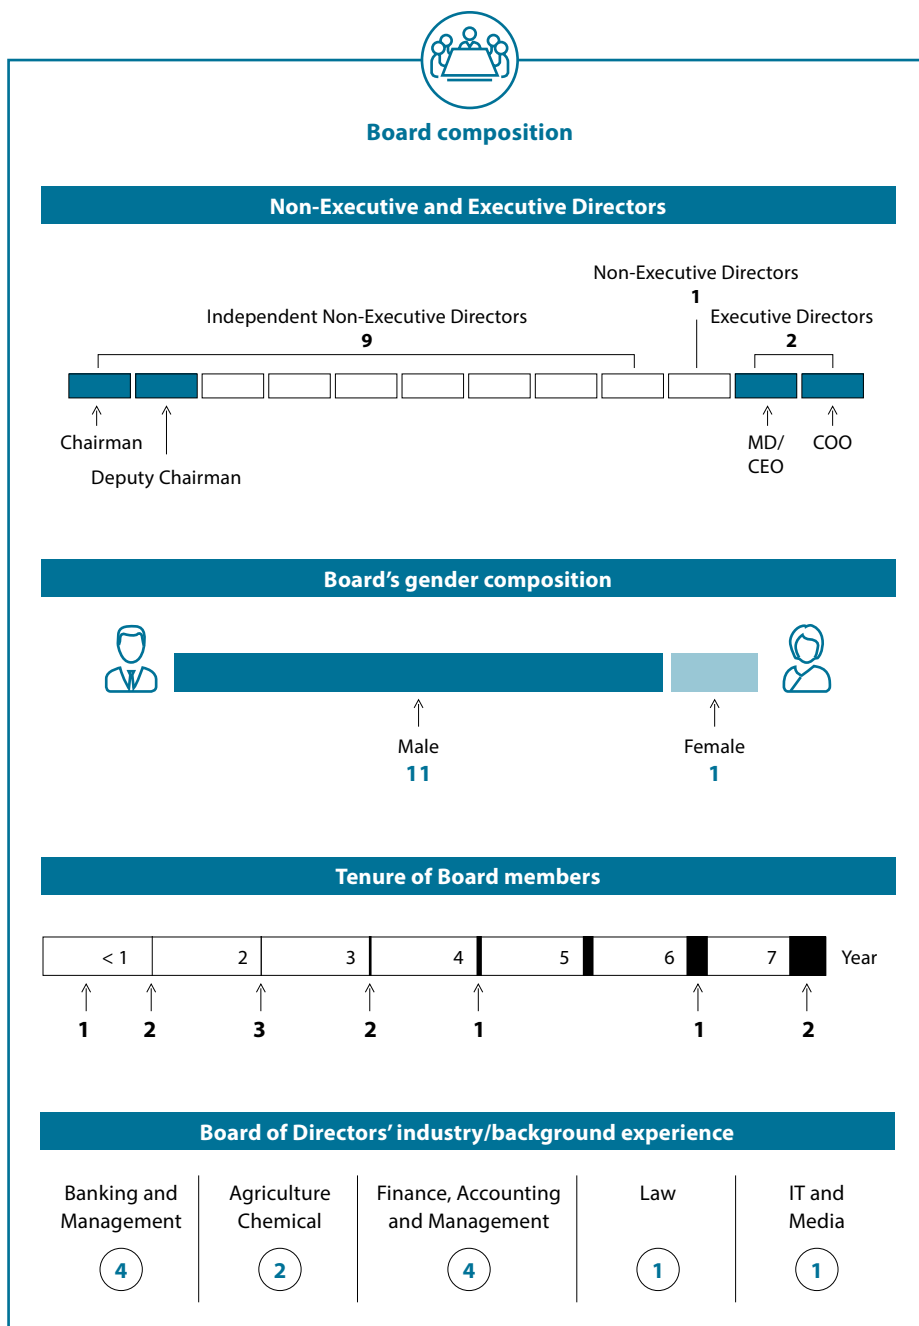 Board composition
Non-Executive and Executive Directors
Non-Executive Directors
1
Independent Non-Executive Directors
9
Executive Directors
2
Chairman
Deputy Chairman
MD/
CEO
COO
Board's gender composition
Male
11
Female
1
Tenure of Board members
< 1 2 3 4 5 6 7 Year
1 2 3 2 1 1 2
Board of Directors' industry/background experience
Banking and
Management
4
Agriculture
Chemical
2
Finance, Accounting
and Management
4
Law
1
IT and
Media
1